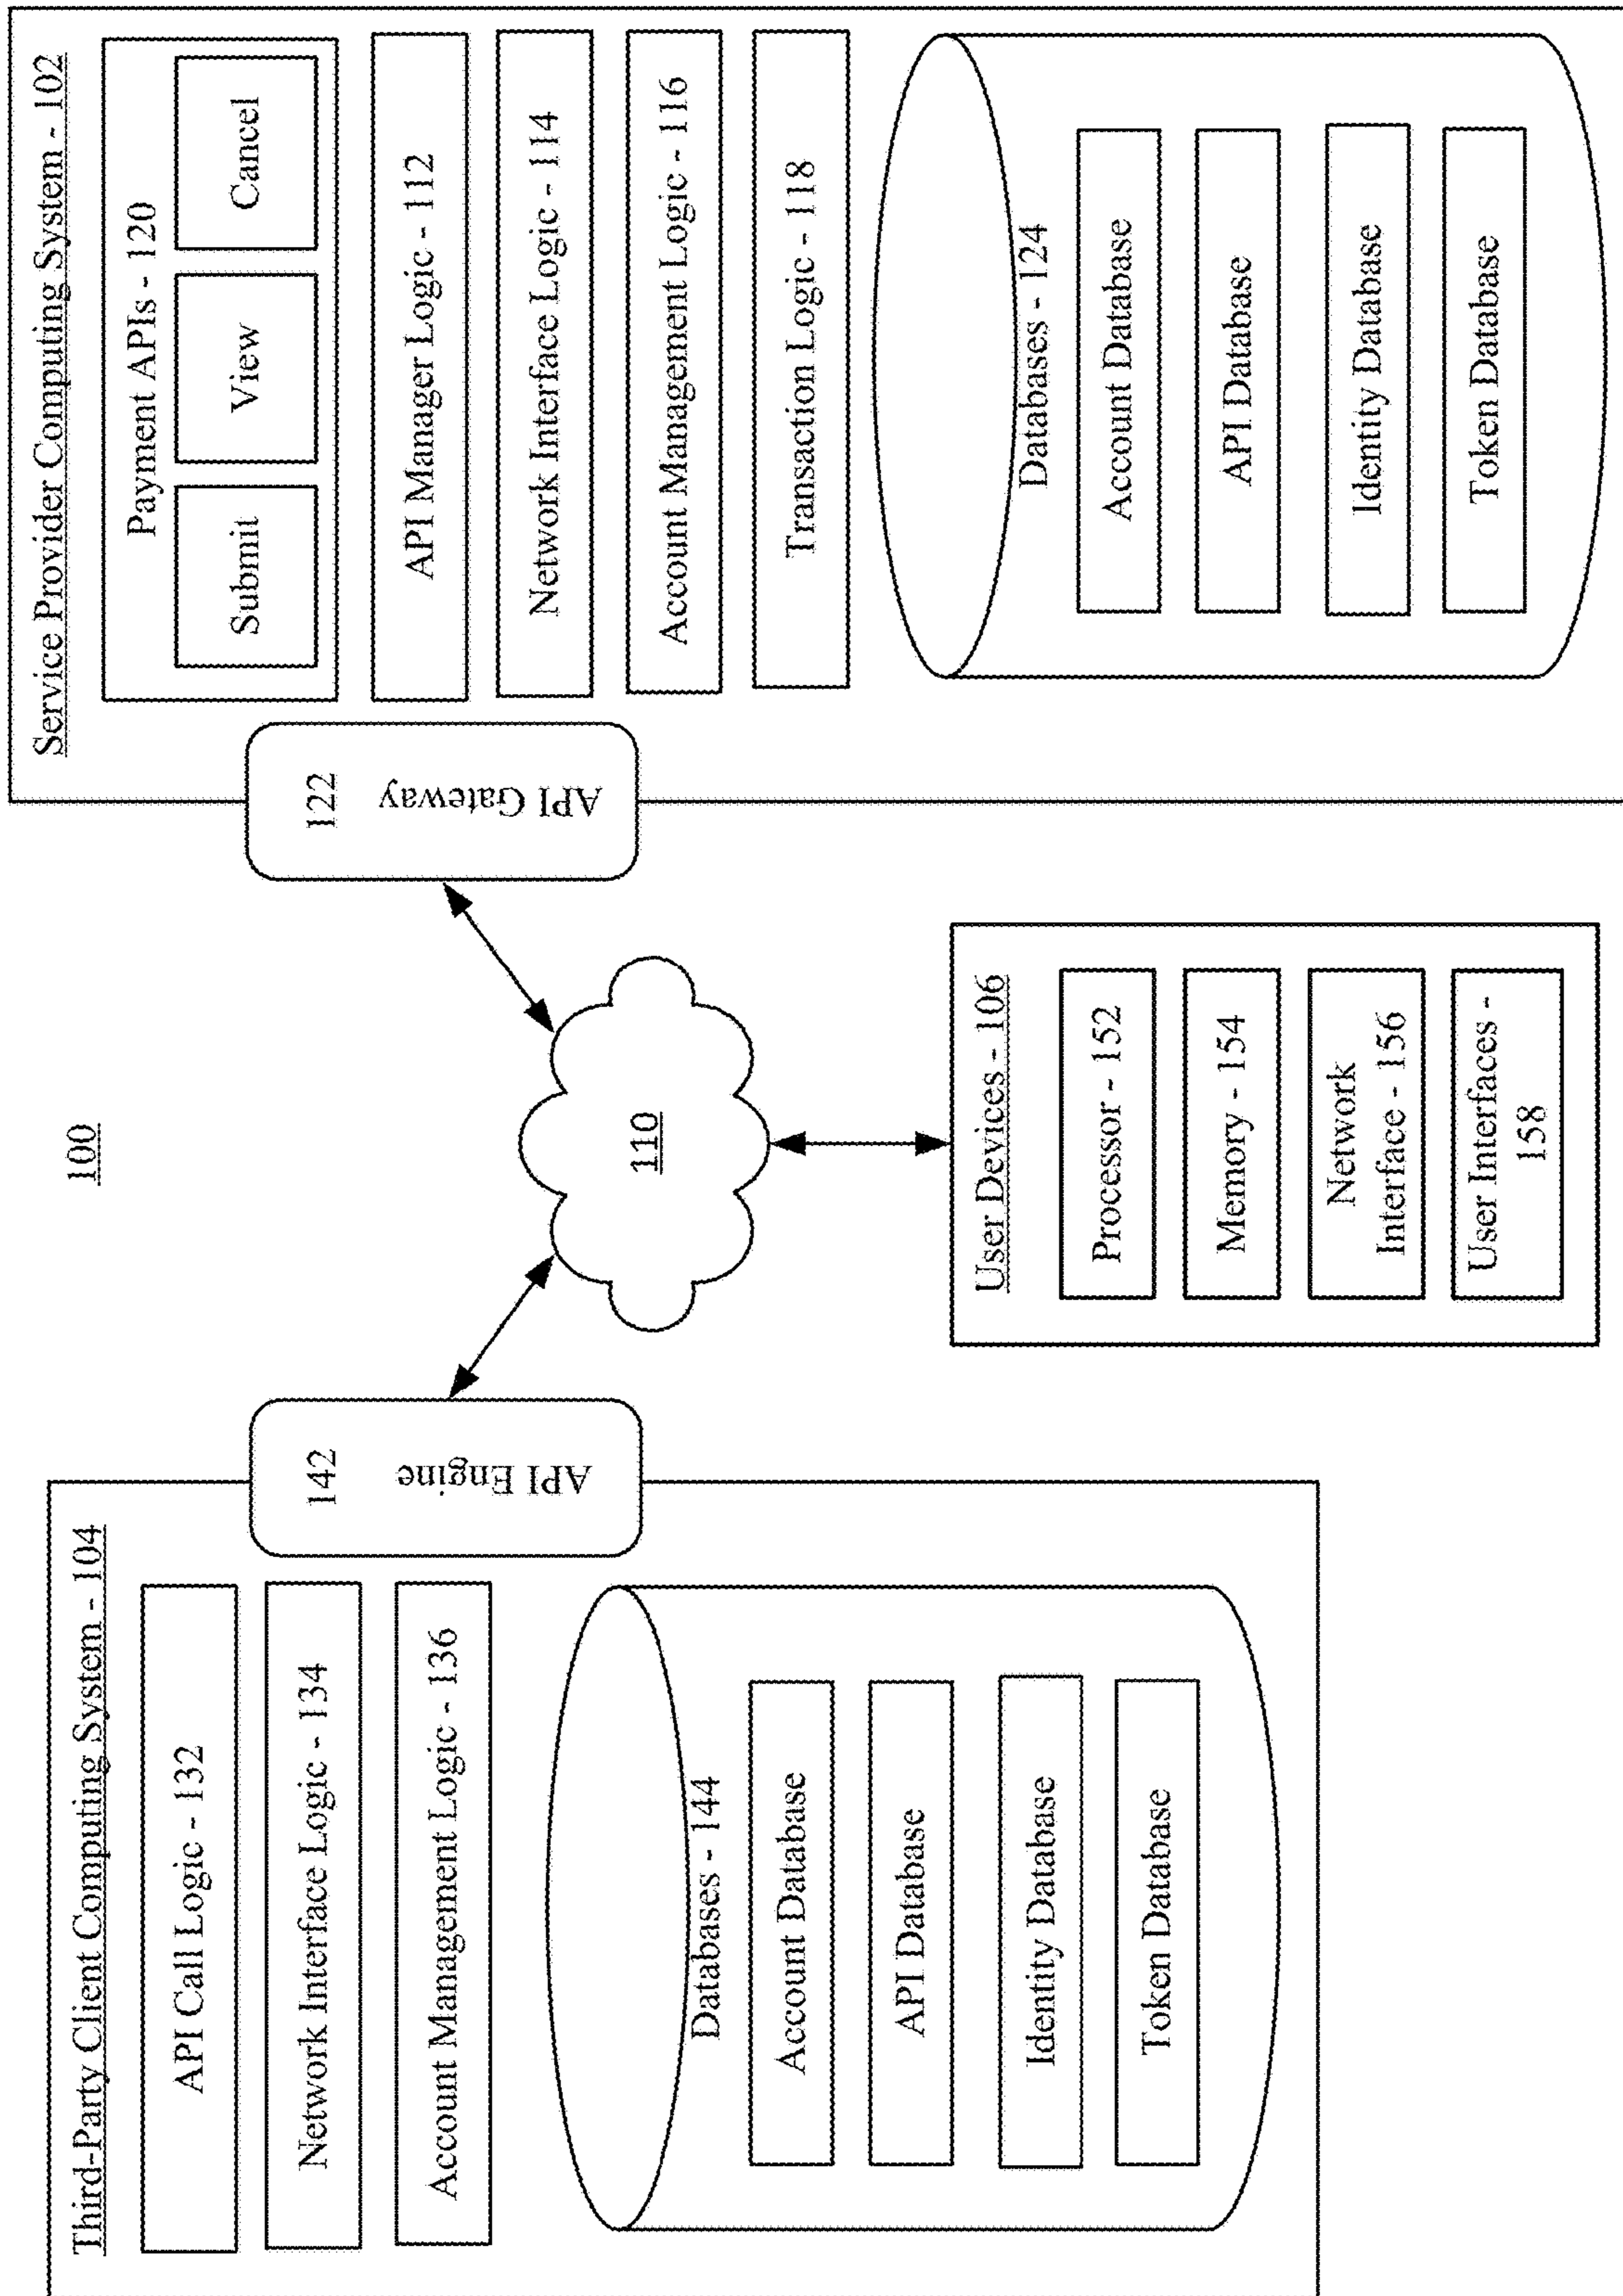 100
Third-Party Client Computing System - 104
API Call Logic - 132
Network Interface Logic - 134
Account Management Logic - 136
Databases - 144
Account Database
API Database
Identity Database
Token Database
142
API Engine
110
User Devices - 106
Processor - 152
Memory - 154
Network
Interface - 156
User Interfaces -
158
122
API Gateway
Service Provider Computing System - 102
Payment APIs - 120
Submit
View
Cancel
API Manager Logic - 112
Network Interface Logic - 114
Account Management Logic - 116
Transaction Logic - 118
Databases - 124
Account Database
API Database
Identity Database
Token Database